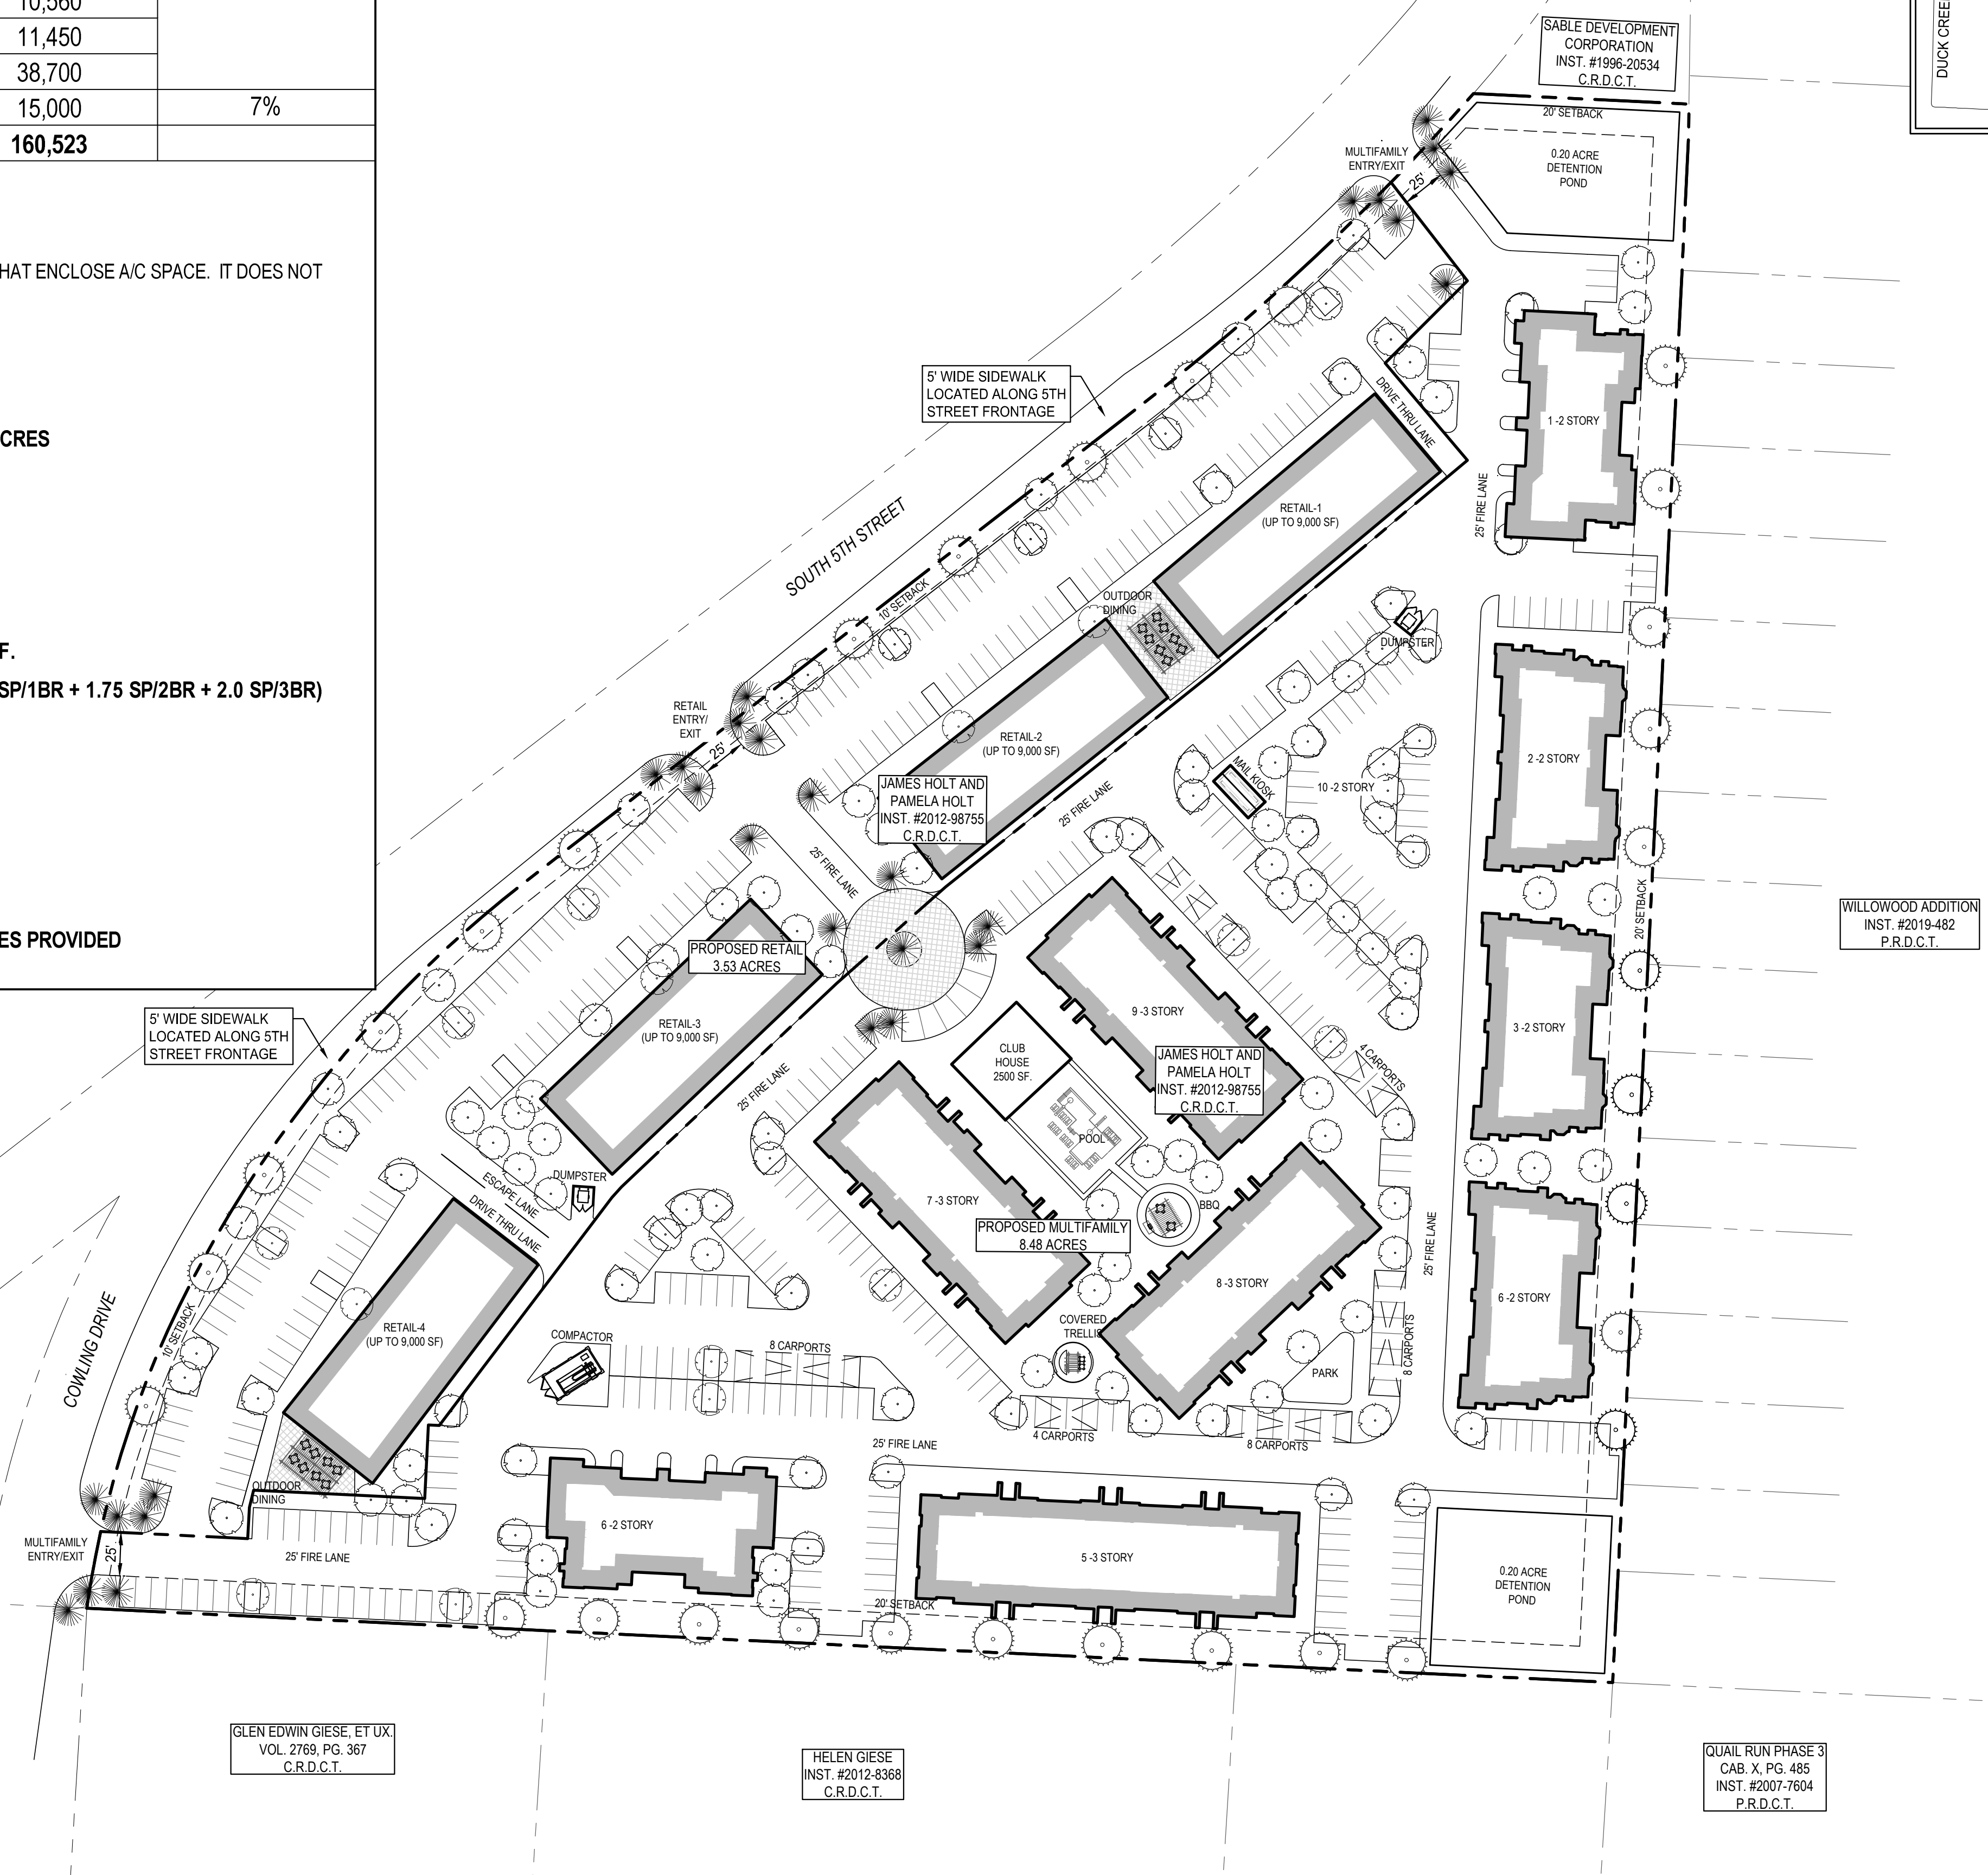 10,560
11,450
38,700
15,000
7%
160,523
HAT ENCLOSE A/C SPACE. IT DOES NOT
CRES
F.
SP/1BR + 1.75 SP/2BR + 2.0 SP/3BR)
ES PROVIDED
DUCK CREE
SABLE DEVELOPMENT
CORPORATION
INST. #1996-20534
C.R.D.C.T.
20' SETBACK
0.20 ACRE
DETENTION
POND
MULTIFAMILY
ENTRY/EXIT
25'
5' WIDE SIDEWALK
LOCATED ALONG 5TH
STREET FRONTAGE
DRIVE THRU LANE
1 -2 STORY
25' FIRE LANE
RETAIL-1
(UP TO 9,000 SF)
SOUTH 5TH STREET
10' SETBACK
OUTDOOR
DINING
DUMPSTER
RETAIL
ENTRY/
EXIT
25'
RETAIL-2
(UP TO 9,000 SF)
JAMES HOLT AND
PAMELA HOLT
INST. #2012-98755
C.R.D.C.T.
25' FIRE LANE
MAIL KIOSK
10 -2 STORY
2 -2 STORY
25' FIRE LANE
20' SETBACK
WILLOWOOD ADDITION
INST. #2019-482
P.R.D.C.T.
PROPOSED RETAIL
3.53 ACRES
5' WIDE SIDEWALK
LOCATED ALONG 5TH
STREET FRONTAGE
RETAIL-3
(UP TO 9,000 SF)
9 -3 STORY
3 -2 STORY
CLUB
HOUSE
2500 SF.
JAMES HOLT AND
PAMELA HOLT
INST. #2012-98755
C.R.D.C.T.
4 CARPORTS
25' FIRE LANE
POOL
ESCAPE LANE
DUMPSTER
DRIVE THRU LANE
7 -3 STORY
BBQ
PROPOSED MULTIFAMILY
8.48 ACRES
25' FIRE LANE
8 -3 STORY
6 -2 STORY
COWLING DRIVE
10' SETBACK
RETAIL-4
(UP TO 9,000 SF)
COMPACTOR
8 CARPORTS
COVERED
TRELLIS
PARK
8 CARPORTS
4 CARPORTS
8 CARPORTS
25' FIRE LANE
OUTDOOR
DINING
6 -2 STORY
5 -3 STORY
MULTIFAMILY
ENTRY/EXIT
25'
25' FIRE LANE
0.20 ACRE
DETENTION
POND
20' SETBACK
GLEN EDWIN GIESE, ET UX.
VOL. 2769, PG. 367
C.R.D.C.T.
HELEN GIESE
INST. #2012-8368
C.R.D.C.T.
QUAIL RUN PHASE 3
CAB. X, PG. 485
INST. #2007-7604
P.R.D.C.T.